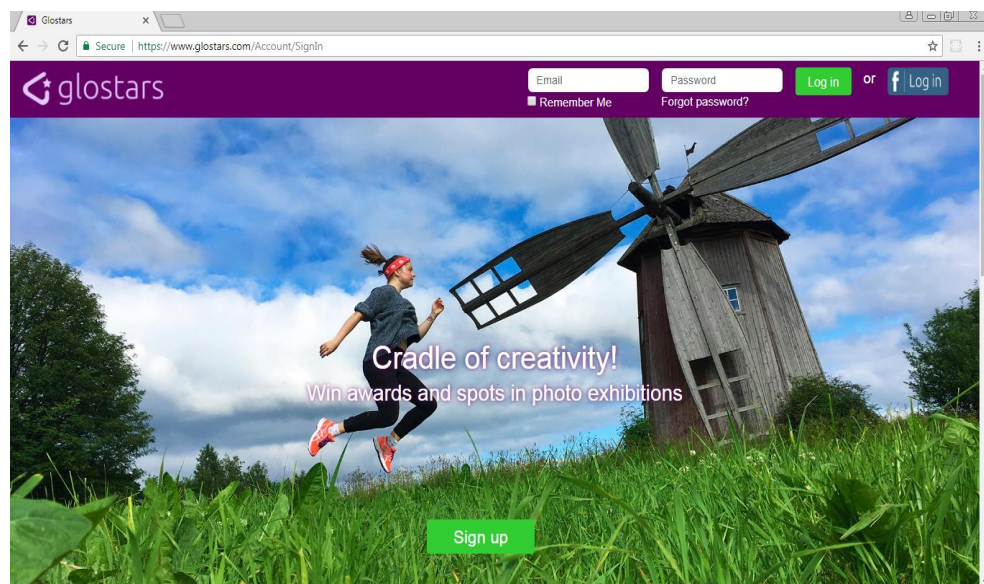 Glostars
Secure https://www.glostars.com/Account/SignIn
glostars
Email
Password
Log in
or
f Log in
Remember Me
Forgot password?
Cradle of creativity!
Win awards and spots in photo exhibitions
Sign up